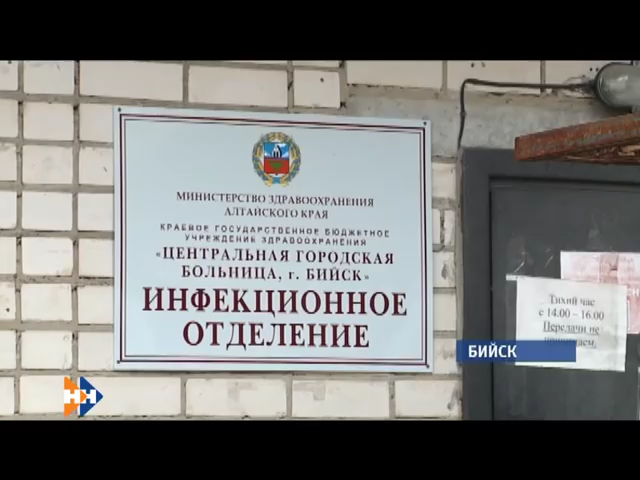 МИНИСТЕРСТВО ЗДРАВООХРАНЕНИЯ
АЛТАЙСКОГО КРАЯ
КРАЕВОЕ ГОСУДАРСТВЕННОЕ БЮДЖЕТНОЕ
УЧРЕЖДЕНИЕ ЗДРАВООХРАНЕНИЯ
«ЦЕНТРАЛЬНАЯ ГОРОДСКАЯ
БОЛЬНИЦА, г. БИЙСК»
ИНФЕКЦИОННОЕ
ОТДЕЛЕНИЕ
Тихий час
с 14.00 – 16.00
Передачи не
БИЙСК
НН